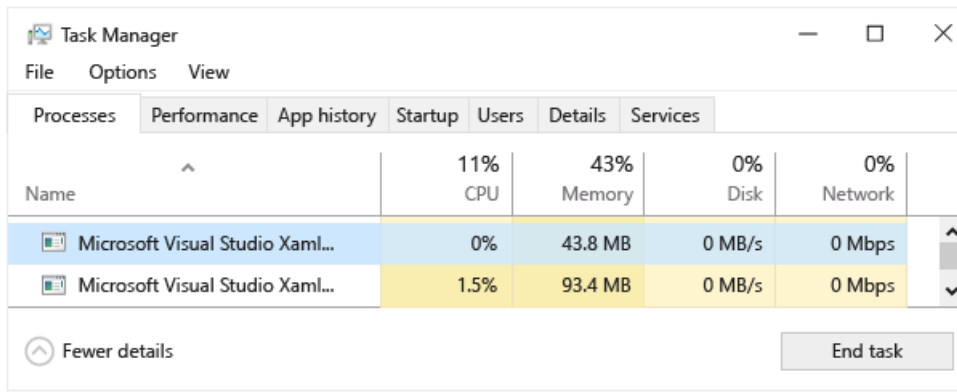 Task Manager
File Options View
Processes Performance App history Startup Users Details Services
11% 43% 0% 0%
Name CPU Memory Disk Network
Microsoft Visual Studio Xaml... 0% 43.8 MB 0 MB/s 0 Mbps
Microsoft Visual Studio Xaml... 1.5% 93.4 MB 0 MB/s 0 Mbps
Fewer details End task